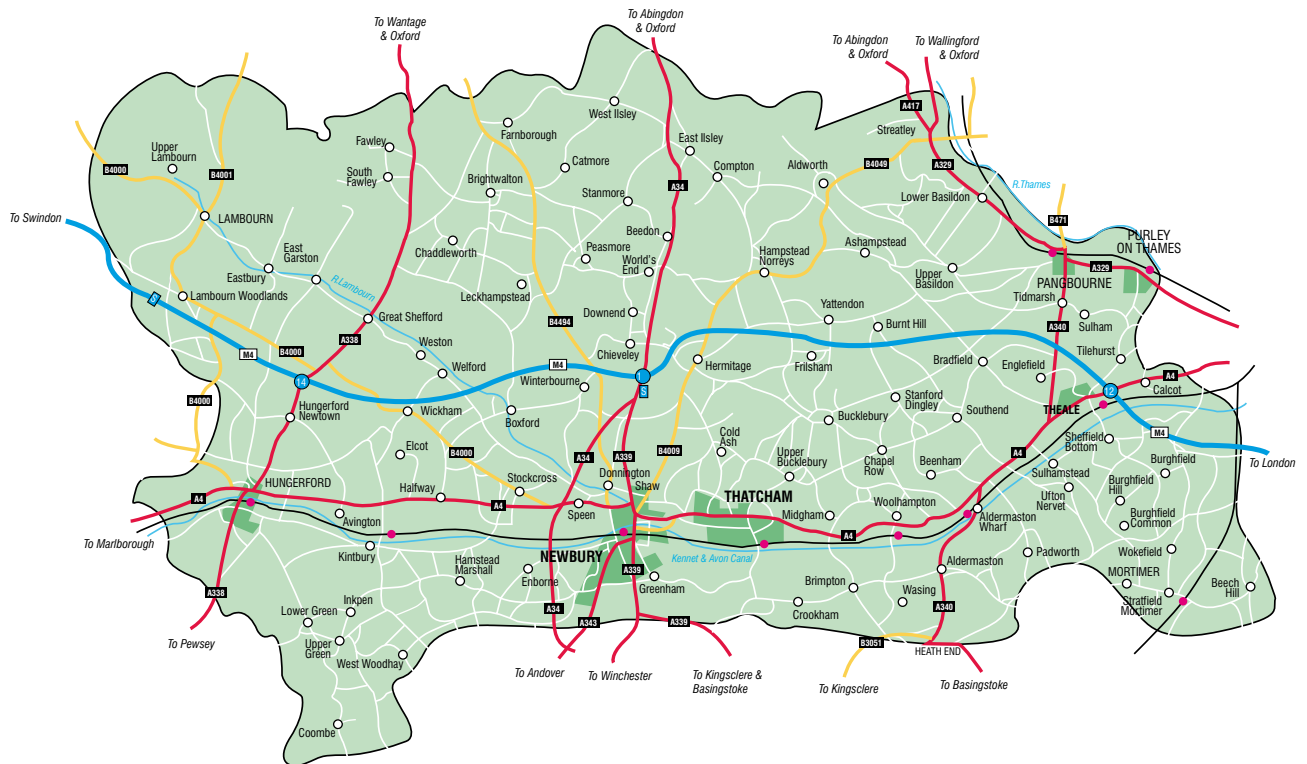 To Wantage
& Oxford
To Abingdon
& Oxford
To Abingdon
& Oxford
To Wallingford
& Oxford
A417
Streatley
West Ilsley
Farnborough
East Ilsley
Fawley
Upper
Lambourn
B4000
B4001
South
Fawley
Catmore
Compton
Aldworth
B4049
A329
Brightwalton
Stanmore
A34
R.Thames
Lower Basildon
To Swindon
LAMBOURN
B471
Chaddleworth
Beedon
PURLEY
ON THAMES
East
Garston
Peasmore
World's
End
Hampstead
Norreys
Ashampstead
Eastbury
R.Lambourn
Upper
Basildon
A329
PANGBOURNE
Lambourn Woodlands
S
Leckhampstead
Tidmarsh
Great Shefford
Downend
Yattendon
Burnt Hill
Sulham
B4494
A340
A338
Weston
Chieveley
M4
B4000
Tilehurst
Welford
M4
Winterbourne
Hermitage
Frilsham
Bradfield
Englefield
14
1
S
12
A4
Calcot
B4000
Hungerford
Newtown
Wickham
Boxford
Stanford
Dingley
THEALE
Bucklebury
Southend
M4
Cold
Ash
Sheffield
Bottom
Elcot
B4000
A34
A339
B4009
Upper
Bucklebury
Chapel
Row
A4
To London
Beenham
Sulhamstead
Burghfield
HUNGERFORD
Halfway
Stockcross
Donnington
Shaw
THATCHAM
Burghfield
Hill
Ufton
Nervet
A4
A4
Speen
Midgham
Woolhampton
Aldermaston
Wharf
Burghfield
Common
Avington
A4
To Marlborough
Kintbury
NEWBURY
Kennet & Avon Canal
Padworth
Wokefield
Hamstead
Marshall
Enborne
A339
Greenham
Brimpton
Aldermaston
MORTIMER
Beech
Hill
A338
Inkpen
Lower Green
A34
Crookham
Wasing
A340
Stratfield
Mortimer
A343
A339
To Pewsey
Upper
Green
West Woodhay
B3051
HEATH END
To Andover
To Winchester
To Kingsclere &
Basingstoke
To Kingsclere
To Basingstoke
Coombe